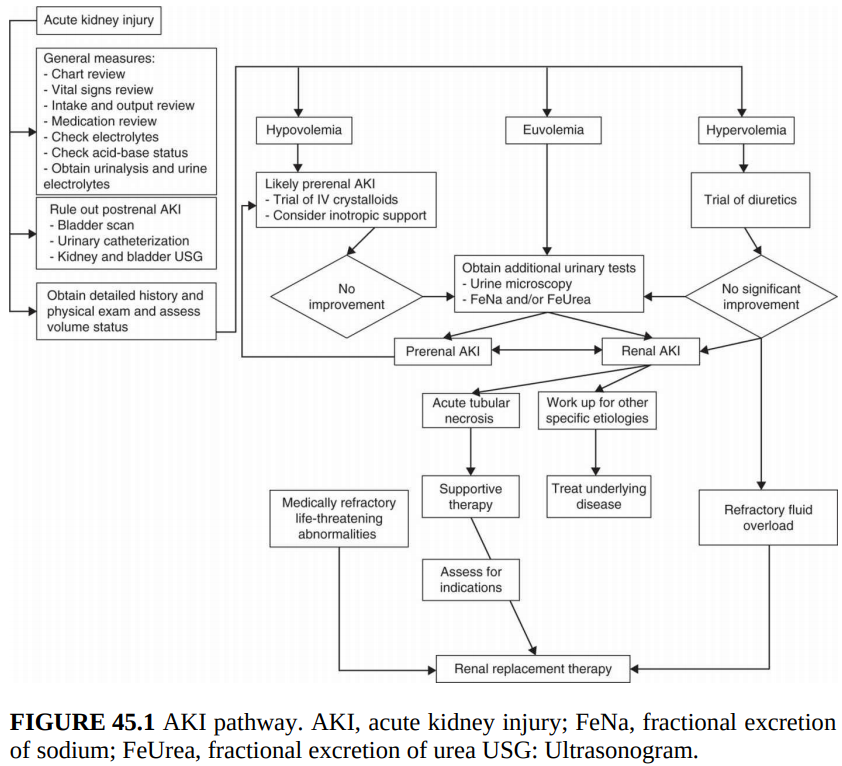 Acute kidney injury
General measures:
- Chart review
- Vital signs review
- Intake and output review
- Medication review
- Check electrolytes
- Check acid-base status
- Obtain urinalysis and urine
electrolytes
Rule out postrenal AKI
- Bladder scan
- Urinary catheterization
- Kidney and bladder USG
Obtain detailed history and
physical exam and assess
volume status
Hypovolemia
Euvolemia
Hypervolemia
Likely prerenal AKI
- Trial of IV crystalloids
- Consider inotropic support
Trial of diuretics
No
improvement
Obtain additional urinary tests
- Urine microscopy
- FeNa and/or FeUrea
No significant
improvement
Prerenal AKI
Renal AKI
Acute tubular
necrosis
Work up for other
specific etiologies
Supportive
therapy
Treat underlying
disease
Medically refractory
life-threatening
abnormalities
Refractory fluid
overload
Assess for
indications
Renal replacement therapy
FIGURE 45.1 AKI pathway. AKI, acute kidney injury; FeNa, fractional excretion
of sodium; FeUrea, fractional excretion of urea USG: Ultrasonogram.